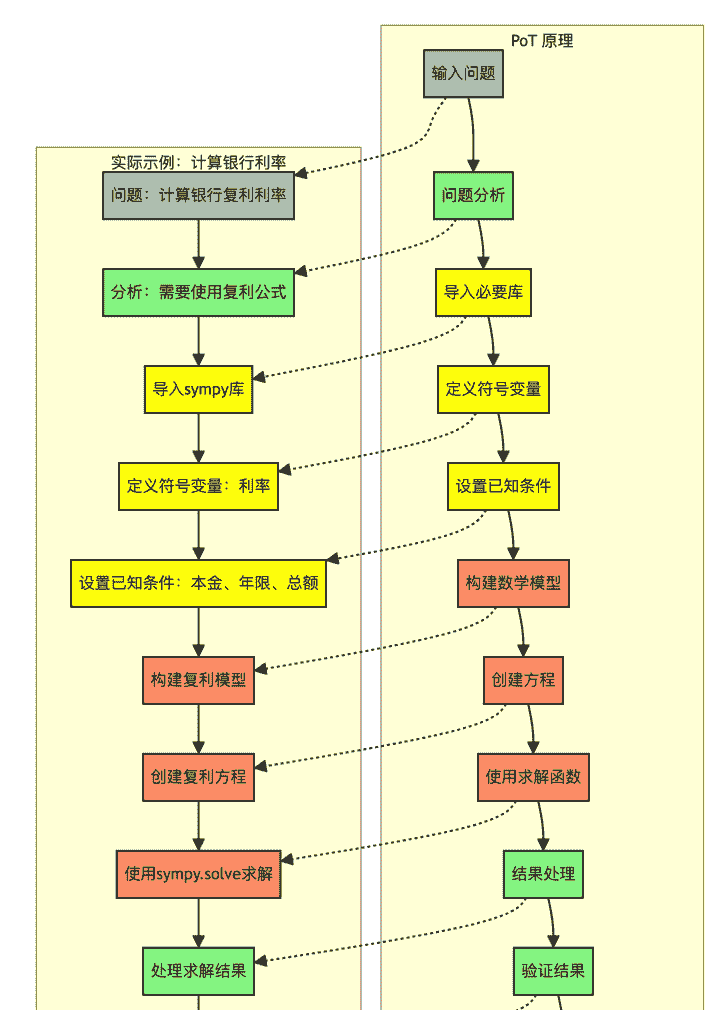 PoT 原理
输入问题
问题分析
导入必要库
定义符号变量
设置已知条件
构建数学模型
创建方程
使用求解函数
结果处理
验证结果
实际示例：计算银行利率
问题：计算银行复利利率
分析：需要使用复利公式
导入sympy库
定义符号变量：利率
设置已知条件：本金、年限、总额
构建复利模型
创建复利方程
使用sympy.solve求解
处理求解结果